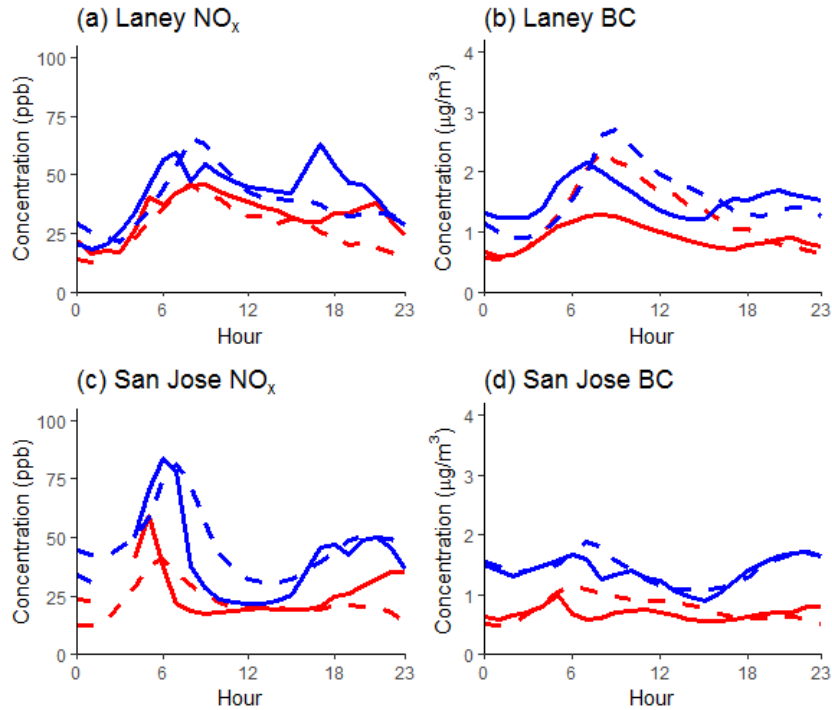 (a) Laney NOₓ
Concentration (ppb)
100
75
50
25
0
0 6 12 18 23
Hour
(b) Laney BC
Concentration (μg/m³)
4
3
2
1
0
0 6 12 18 23
Hour
(c) San Jose NOₓ
Concentration (ppb)
100
75
50
25
0
0 6 12 18 23
Hour
(d) San Jose BC
Concentration (μg/m³)
4
3
2
1
0
0 6 12 18 23
Hour